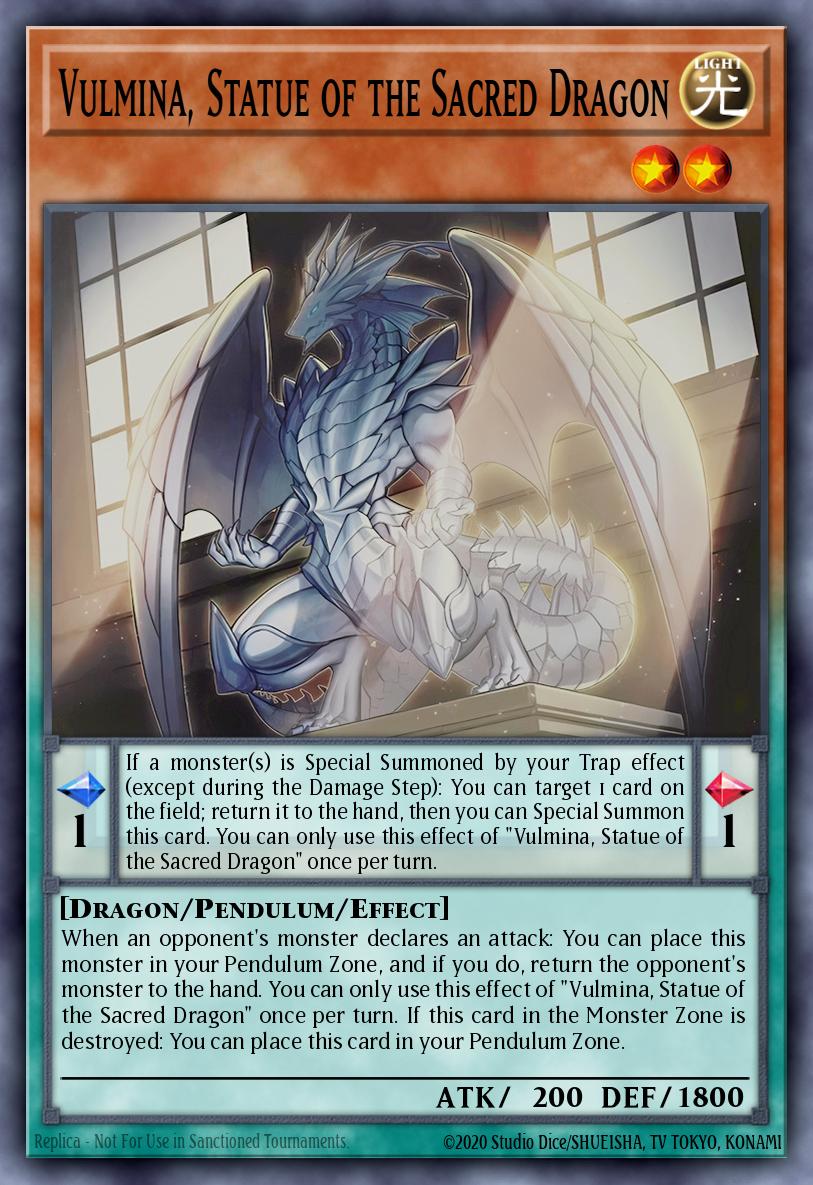 Vulmina, Statue of the Sacred Dragon
LIGHT
光
If a monster(s) is Special Summoned by your Trap effect
(except during the Damage Step): You can target 1 card on
the field; return it to the hand, then you can Special Summon
this card. You can only use this effect of "Vulmina, Statue of
the Sacred Dragon" once per turn.
1
1
[Dragon/Pendulum/Effect]
When an opponent's monster declares an attack: You can place this
monster in your Pendulum Zone, and if you do, return the opponent's
monster to the hand. You can only use this effect of "Vulmina, Statue of
the Sacred Dragon" once per turn. If this card in the Monster Zone is
destroyed: You can place this card in your Pendulum Zone.
ATK/ 200 DEF/1800
Replica - Not For Use in Sanctioned Tournaments.
©2020 Studio Dice/SHUEISHA, TV TOKYO, KONAMI